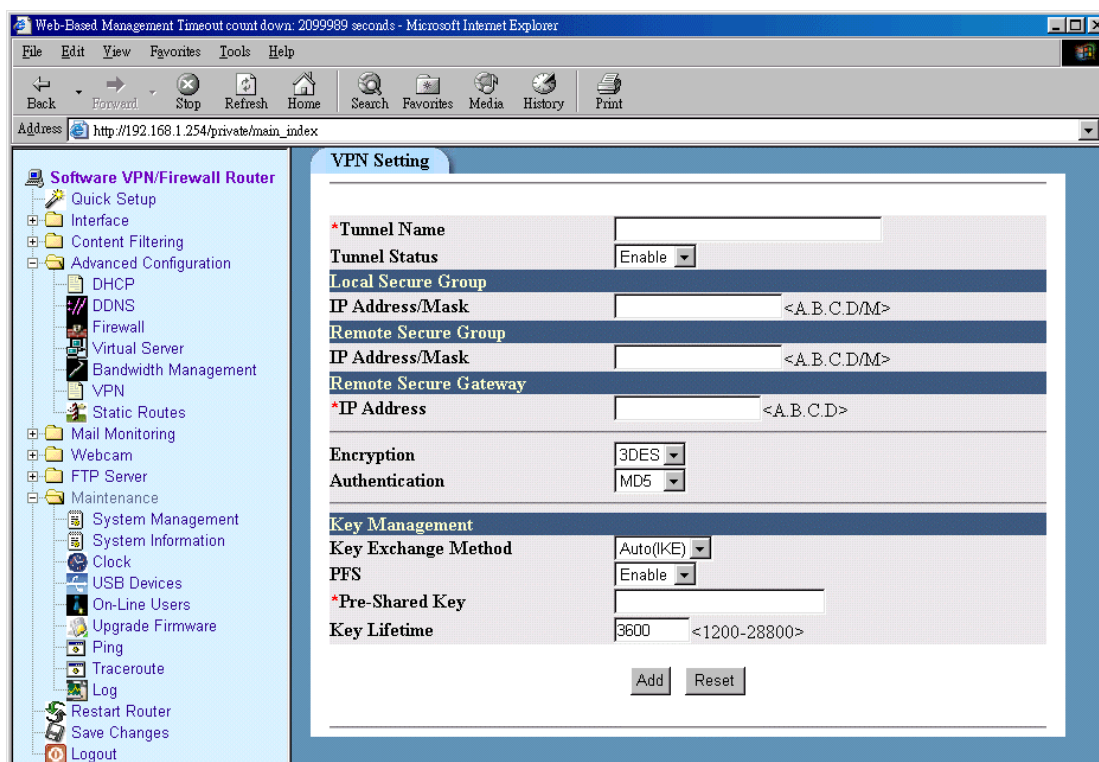 Web-Based Management Timeout count down: 2099989 seconds - Microsoft Internet Explorer
File Edit View Favorites Tools Help
Back Forward Stop Refresh Home Search Favorites Media History Print
Address http://192.168.1.254/private/main_index
Software VPN/Firewall Router
Quick Setup
Interface
Content Filtering
Advanced Configuration
DHCP
DDNS
Firewall
Virtual Server
Bandwidth Management
VPN
Static Routes
Mail Monitoring
Webcam
FTP Server
Maintenance
System Management
System Information
Clock
USB Devices
On-Line Users
Upgrade Firmware
Ping
Traceroute
Log
Restart Router
Save Changes
Logout
VPN Setting
*Tunnel Name
Tunnel Status Enable
Local Secure Group
IP Address/Mask <A.B.C.D/M>
Remote Secure Group
IP Address/Mask <A.B.C.D/M>
Remote Secure Gateway
*IP Address <A.B.C.D>
Encryption 3DES
Authentication MD5
Key Management
Key Exchange Method Auto(IKE)
PFS Enable
*Pre-Shared Key
Key Lifetime 3600 <1200-28800>
Add Reset